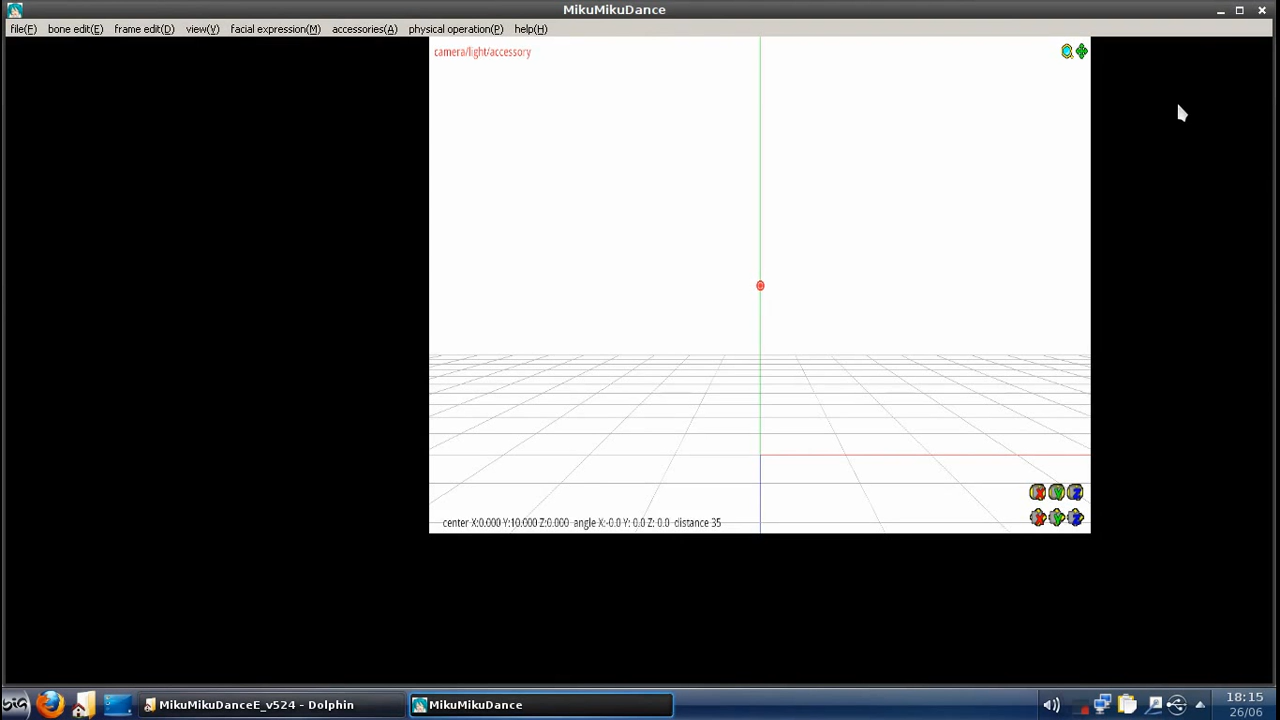 MikuMikuDance
file(F) bone edit(E) frame edit(D) view(V) facial expression(M) accessories(A) physical operation(P) help(H)
camera/light/accessory
X Y Z
X Y Z
center X:0.000 Y:10.000 Z:0.000 angle X:-0.0 Y: 0.0 Z: 0.0 distance 35
MikuMikuDanceE_v524 - Dolphin MikuMikuDance 18:15
26/06